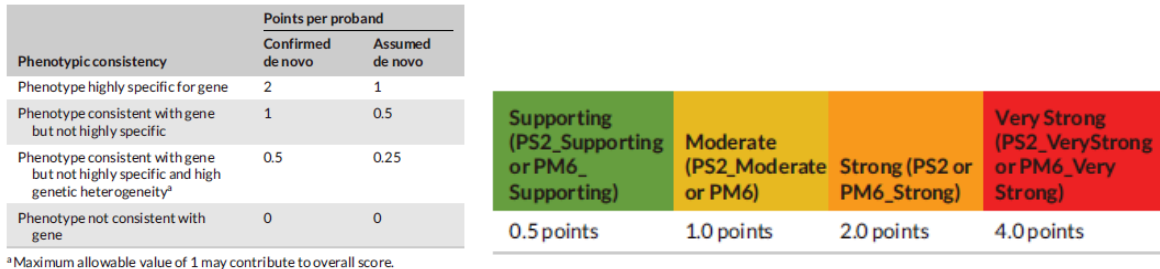 Points per proband
Confirmed Assumed
Phenotypic consistency de novo de novo
Phenotype highly specific for gene 2 1
Phenotype consistent with gene 1 0.5
but not highly specific
Phenotype consistent with gene 0.5 0.25
but not highly specific and high
genetic heterogeneityᵃ
Phenotype not consistent with 0 0
gene
ᵃMaximum allowable value of 1 may contribute to overall score.
Supporting Very Strong
(PS2_Supporting Moderate (PS2_VeryStrong
or PM6_ (PS2_Moderate Strong (PS2 or or PM6_Very
Supporting) or PM6) PM6_Strong) Strong)
0.5 points 1.0 points 2.0 points 4.0 points